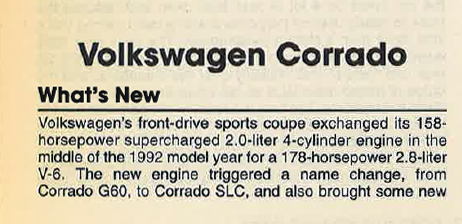 Volkswagen Corrado
What's New
Volkswagen's front-drive sports coupe exchanged its 158-
horsepower supercharged 2.0-liter 4-cylinder engine in the
middle of the 1992 model year for a 178-horsepower 2.8-liter
V-6. The new engine triggered a name change, from
Corrado G60, to Corrado SLC, and also brought some new